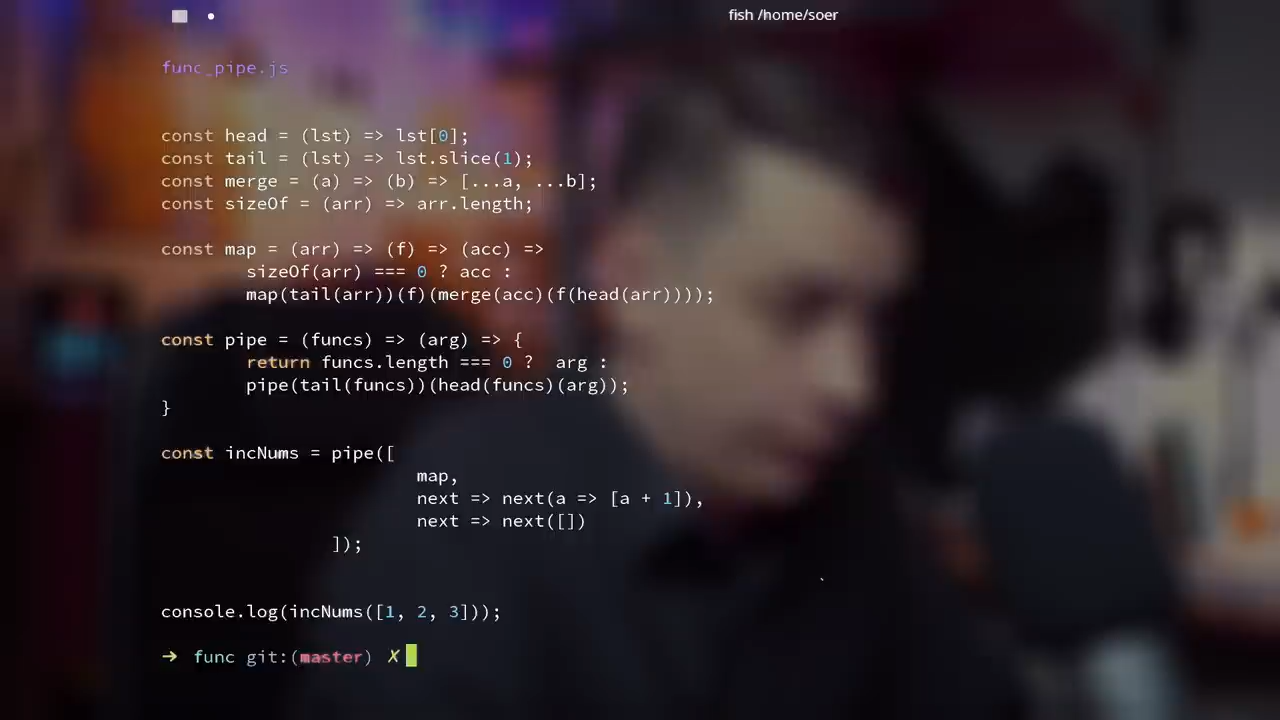 fish /home/soer
func_pipe.js
const head = (lst) => lst[0];
const tail = (lst) => lst.slice(1);
const merge = (a) => (b) => [...a, ...b];
const sizeOf = (arr) => arr.length;
const map = (arr) => (f) => (acc) =>
sizeOf(arr) === 0 ? acc :
map(tail(arr))(f)(merge(acc)(f(head(arr))));
const pipe = (funcs) => (arg) => {
return funcs.length === 0 ?  arg :
pipe(tail(funcs))(head(funcs)(arg));
}
const incNums = pipe([
map,
next => next(a => [a + 1]),
next => next([])
]);
console.log(incNums([1, 2, 3]));
→ func git:(master) ✗